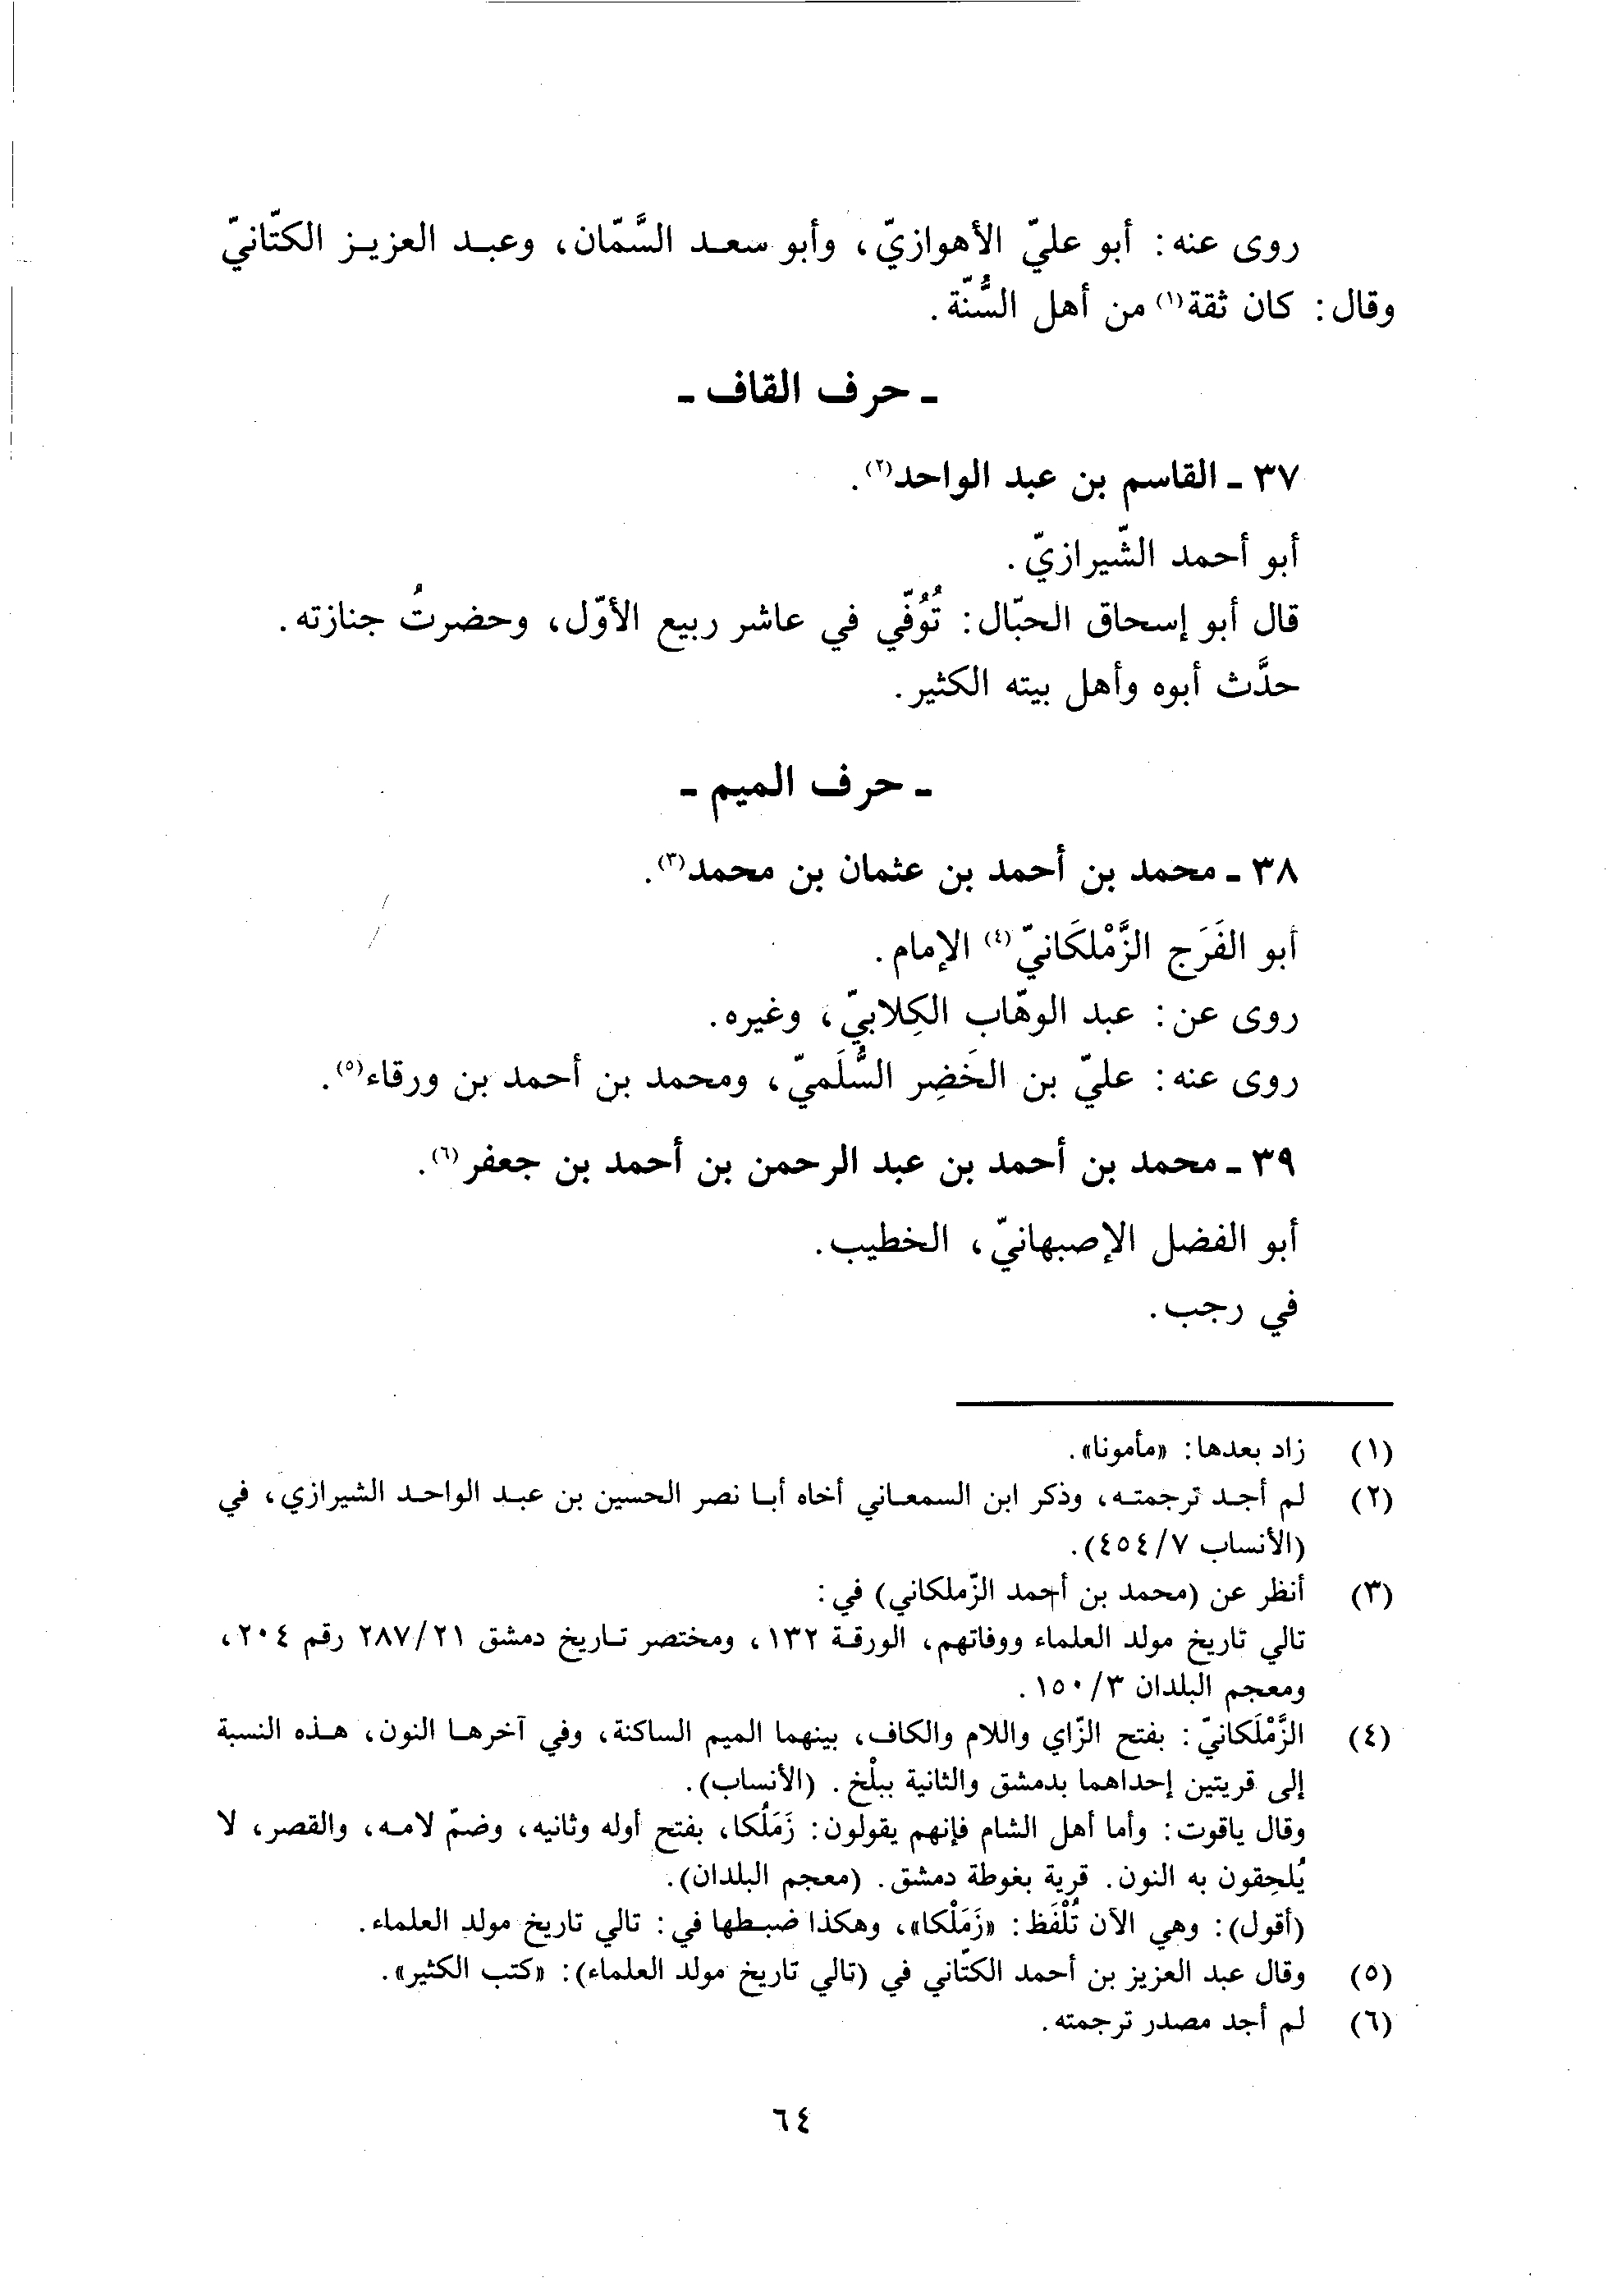 روى عنه: أبو عليّ الأهوازيّ، وأبو سعد السَّمّان، وعبد العزيز الكتّانيّ
وقال: كان ثقة(١) من أهل السُّنّة.
ـ حرف القاف ـ
٣٧ ـ القاسم بن عبد الواحد(٢).
أبو أحمد الشّيرازيّ.
قال أبو إسحاق الحبّال: تُوُفّي في عاشر ربيع الأوّل، وحضرتُ جنازته.
حدَّث أبوه وأهل بيته الكثير.
ـ حرف الميم ـ
٣٨ ـ محمد بن أحمد بن عثمان بن محمد(٣).
أبو الفَرَج الزَّمْلَكانيّ(٤) الإمام.
روى عن: عبد الوهّاب الكِلابيّ، وغيره.
روى عنه: عليّ بن الخَضِر السُّلَميّ، ومحمد بن أحمد بن ورقاء(٥).
٣٩ ـ محمد بن أحمد بن عبد الرحمن بن أحمد بن جعفر(٦).
أبو الفضل الإصبهانيّ، الخطيب.
في رجب.
(١) زاد بعدها: «مأمونا».
(٢) لم أجد ترجمته، وذكر ابن السمعاني أخاه أبا نصر الحسين بن عبد الواحد الشيرازي، في
(الأنساب ٧/٤٥٤).
(٣) أنظر عن (محمد بن أحمد الزّملكاني) في:
تالي تاريخ مولد العلماء ووفاتهم، الورقة ١٣٢، ومختصر تاريخ دمشق ٢١/٢٨٧ رقم ٢٠٤،
ومعجم البلدان ٣/١٥٠.
(٤) الزَّمْلَكانيّ: بفتح الزّاي واللام والكاف، بينهما الميم الساكنة، وفي آخرها النون، هذه النسبة
إلى قريتين إحداهما بدمشق والثانية ببلْخ. (الأنساب).
وقال ياقوت: وأما أهل الشام فإنهم يقولون: زَمَلُكا، بفتح أوله وثانيه، وضمّ لامه، والقصر، لا
يُلحِقون به النون. قرية بغوطة دمشق. (معجم البلدان).
(أقول): وهي الآن تُلْفَظ: «زَمَلْكا»، وهكذا ضبطها في: تالي تاريخ مولد العلماء.
(٥) وقال عبد العزيز بن أحمد الكتّاني في (تالي تاريخ مولد العلماء): «كتب الكثير».
(٦) لم أجد مصدر ترجمته.
٦٤